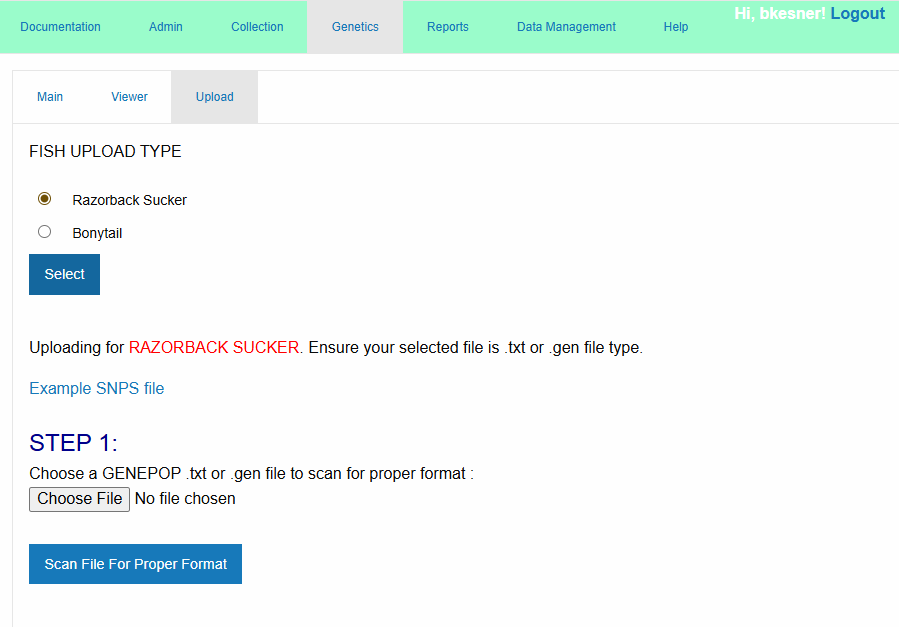 Hi, bkesner! Logout
Documentation Admin Collection Genetics Reports Data Management Help
Main Viewer Upload
FISH UPLOAD TYPE
Razorback Sucker
Bonytail
Select
Uploading for RAZORBACK SUCKER. Ensure your selected file is .txt or .gen file type.
Example SNPS file
STEP 1:
Choose a GENEPOP .txt or .gen file to scan for proper format :
Choose File No file chosen
Scan File For Proper Format